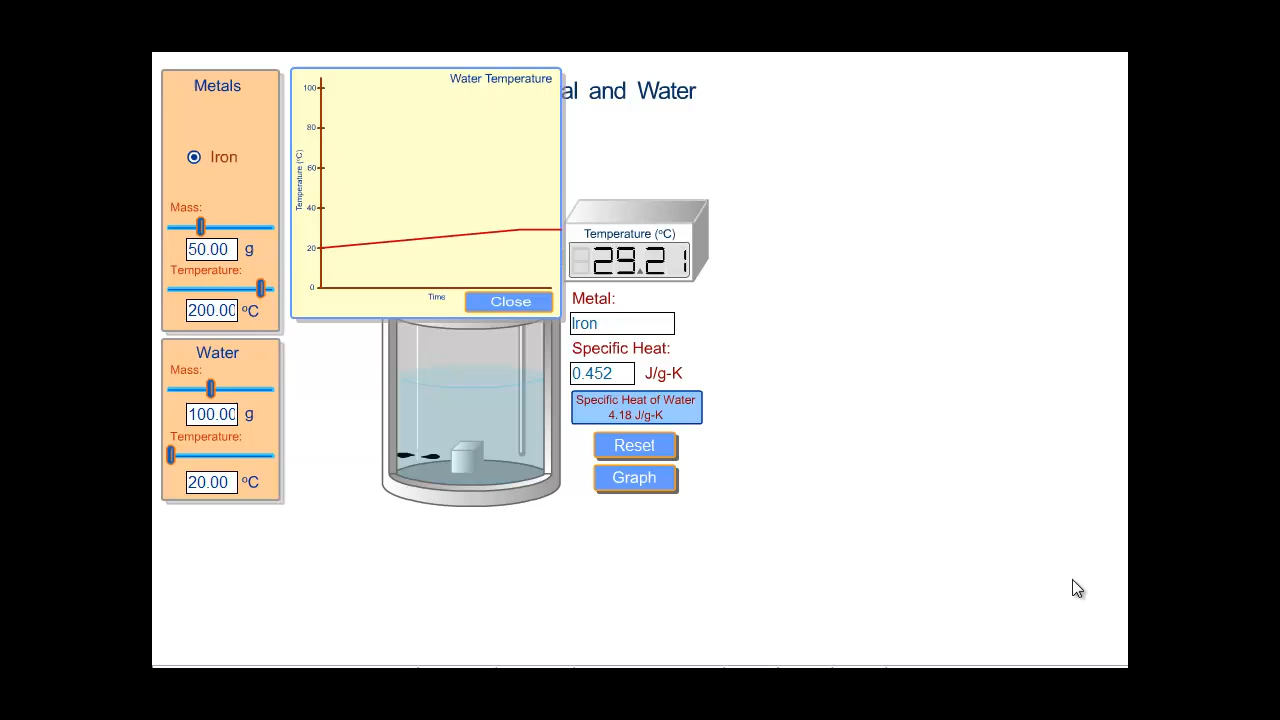 Metals
Iron
Mass:
50.00 g
Temperature:
200.00 ºC
Water
Mass:
100.00 g
Temperature:
20.00 ºC
Water Temperature
100
80
60
40
20
0
Temperature (ºC)
Time
Close
al and Water
Temperature (ºC)
29.21
Metal:
Iron
Specific Heat:
0.452 J/g-K
Specific Heat of Water
4.18 J/g-K
Reset
Graph